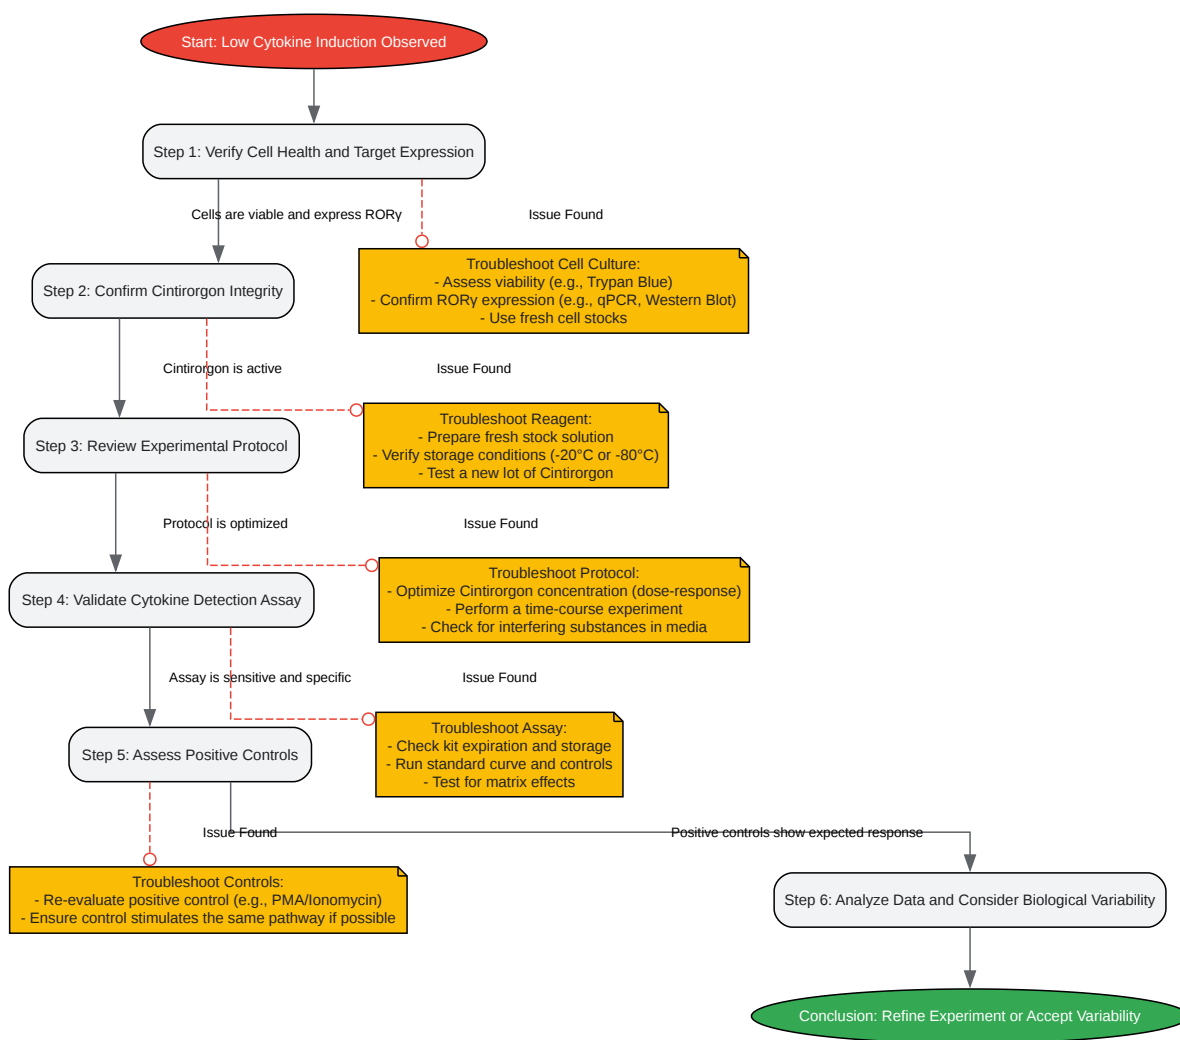 Start: Low Cytokine Induction Observed
Step 1: Verify Cell Health and Target Expression
Cells are viable and express RORγ
Issue Found
Troubleshoot Cell Culture:
- Assess viability (e.g., Trypan Blue)
- Confirm RORγ expression (e.g., qPCR, Western Blot)
- Use fresh cell stocks
Step 2: Confirm Cintirorgon Integrity
Cintirorgon is active
Issue Found
Troubleshoot Reagent:
- Prepare fresh stock solution
- Verify storage conditions (-20°C or -80°C)
- Test a new lot of Cintirorgon
Step 3: Review Experimental Protocol
Protocol is optimized
Issue Found
Troubleshoot Protocol:
- Optimize Cintirorgon concentration (dose-response)
- Perform a time-course experiment
- Check for interfering substances in media
Step 4: Validate Cytokine Detection Assay
Assay is sensitive and specific
Issue Found
Troubleshoot Assay:
- Check kit expiration and storage
- Run standard curve and controls
- Test for matrix effects
Step 5: Assess Positive Controls
Issue Found
Positive controls show expected response
Troubleshoot Controls:
- Re-evaluate positive control (e.g., PMA/Ionomycin)
- Ensure control stimulates the same pathway if possible
Step 6: Analyze Data and Consider Biological Variability
Conclusion: Refine Experiment or Accept Variability